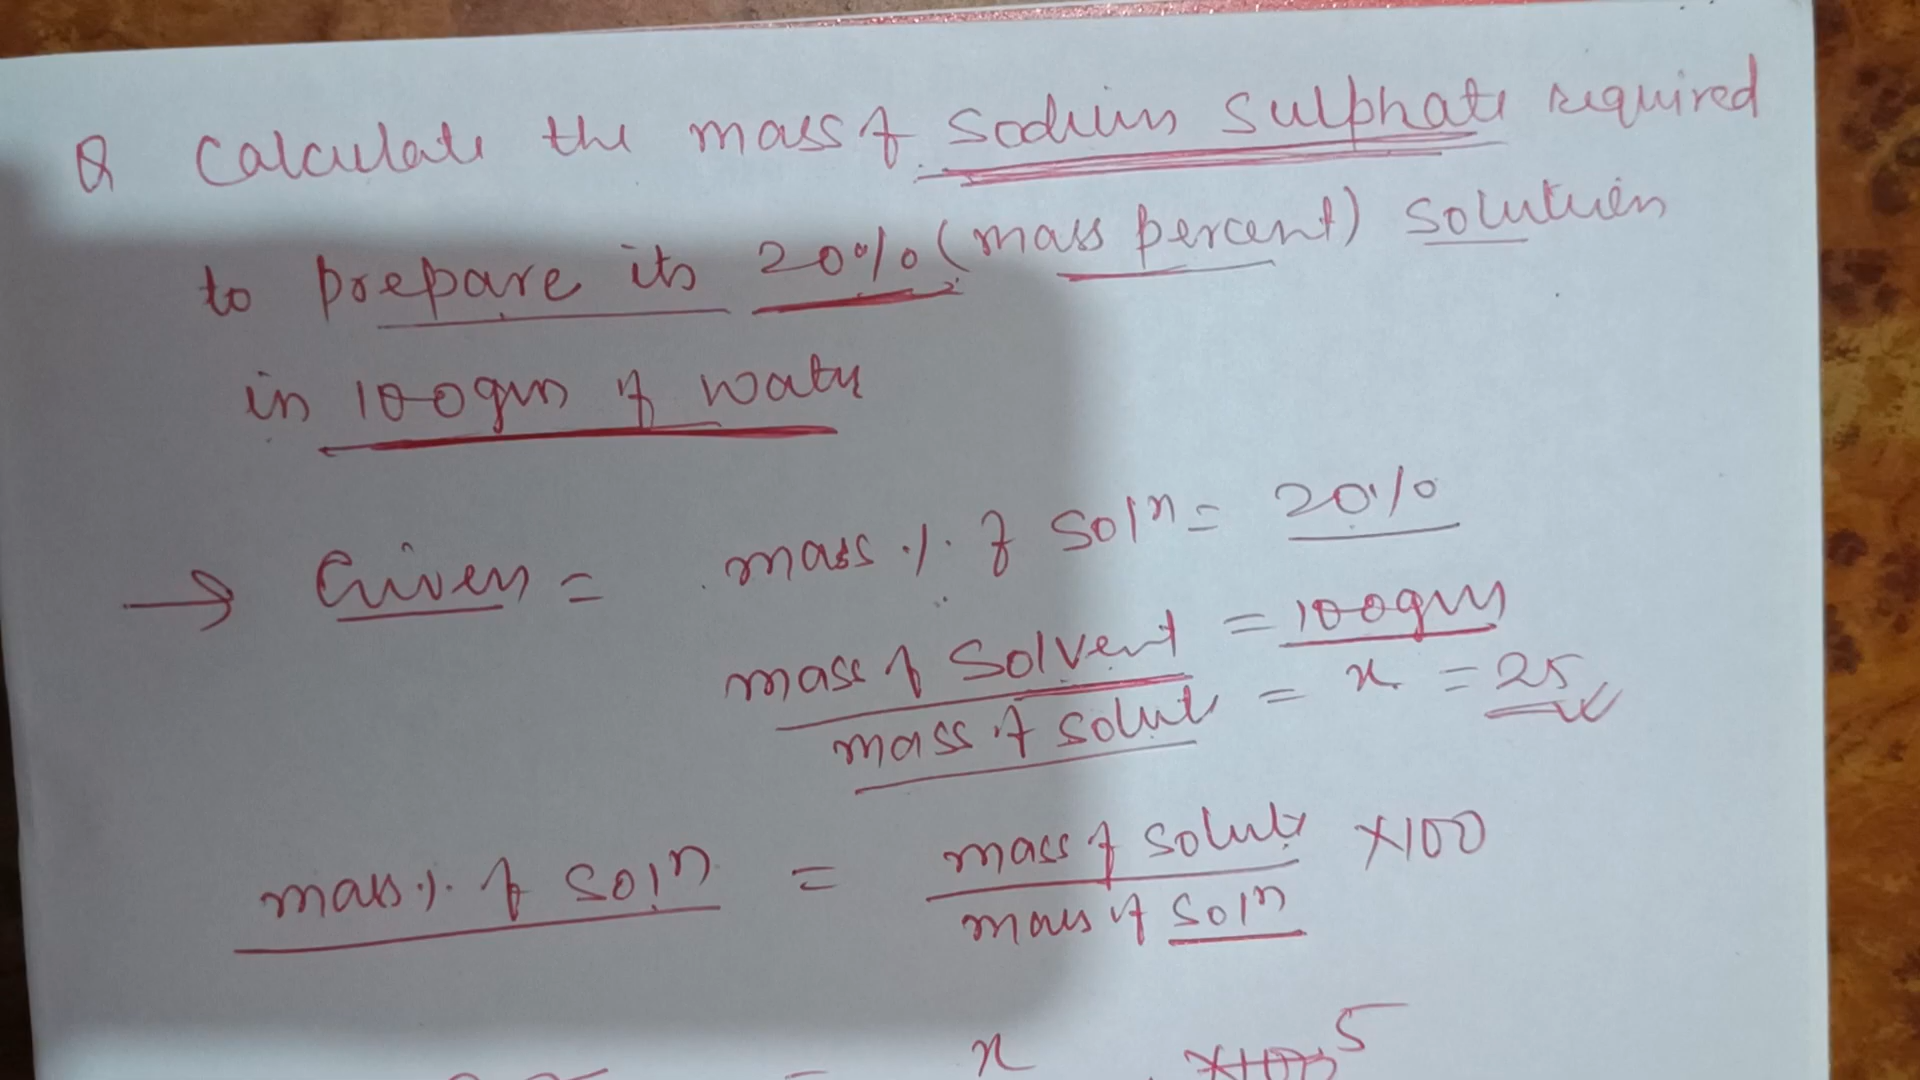 Q Calculate the mass of sodium sulphate required
to prepare its 20% (mass percent) solution
in 100gm of water
→ Given = mass % of solⁿ = 20%
mass of solvent = 100gm
mass of solute = x = 25
mass % of solⁿ = mass of solute ×100
mass of solⁿ
= x ×100 5